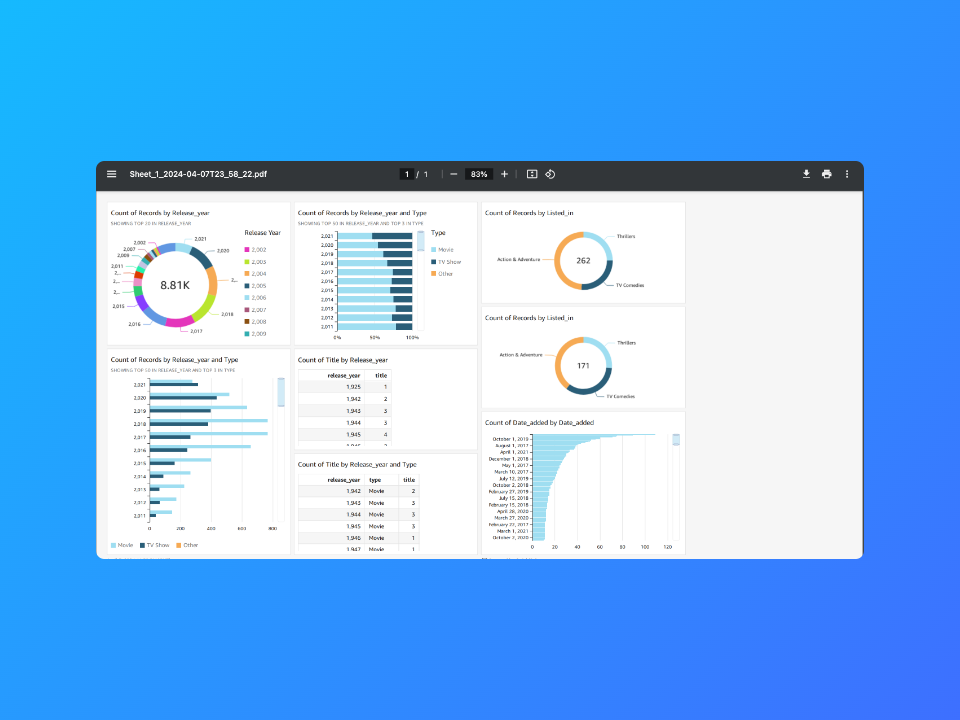 Sheet_1_2024-04-07T23_58_22.pdf
1 / 1
83%
Count of Records by Release_year
SHOWING TOP 20 IN RELEASE_YEAR
Release Year
2,002
2,003
2,004
2,005
2,006
2,007
2,008
2,009
2,021
2,020
2,...
2,018
2,017
2,016
2,015
2,...
2,...
2,011
2,009
2,007
2,002
8.81K
Count of Records by Release_year and Type
SHOWING TOP 50 IN RELEASE_YEAR AND TOP 3 IN TYPE
2,021
2,020
2,019
2,018
2,017
2,016
2,015
2,014
2,013
2,012
2,011
0% 50% 100%
Type
Movie
TV Show
Other
Count of Records by Listed_in
Thrillers
Action & Adventure
262
TV Comedies
Count of Records by Listed_in
Thrillers
Action & Adventure
171
TV Comedies
Count of Records by Release_year and Type
SHOWING TOP 50 IN RELEASE_YEAR AND TOP 3 IN TYPE
2,021
2,020
2,019
2,018
2,017
2,016
2,015
2,014
2,013
2,012
2,011
0 200 400 600 800
Movie TV Show Other
Count of Title by Release_year
release_year title
1,925 1
1,942 2
1,943 3
1,944 3
1,945 4
Count of Title by Release_year and Type
release_year type title
1,942 Movie 2
1,943 Movie 3
1,944 Movie 3
1,945 Movie 3
1,946 Movie 1
1,947 Movie 1
Count of Date_added by Date_added
October 1, 2019
August 1, 2017
April 1, 2021
December 1, 2018
May 1, 2017
March 10, 2017
July 12, 2019
October 2, 2018
February 27, 2019
July 15, 2018
February 15, 2018
April 28, 2020
March 27, 2020
February 22, 2017
March 1, 2021
October 2, 2020
0 20 40 60 80 100 120